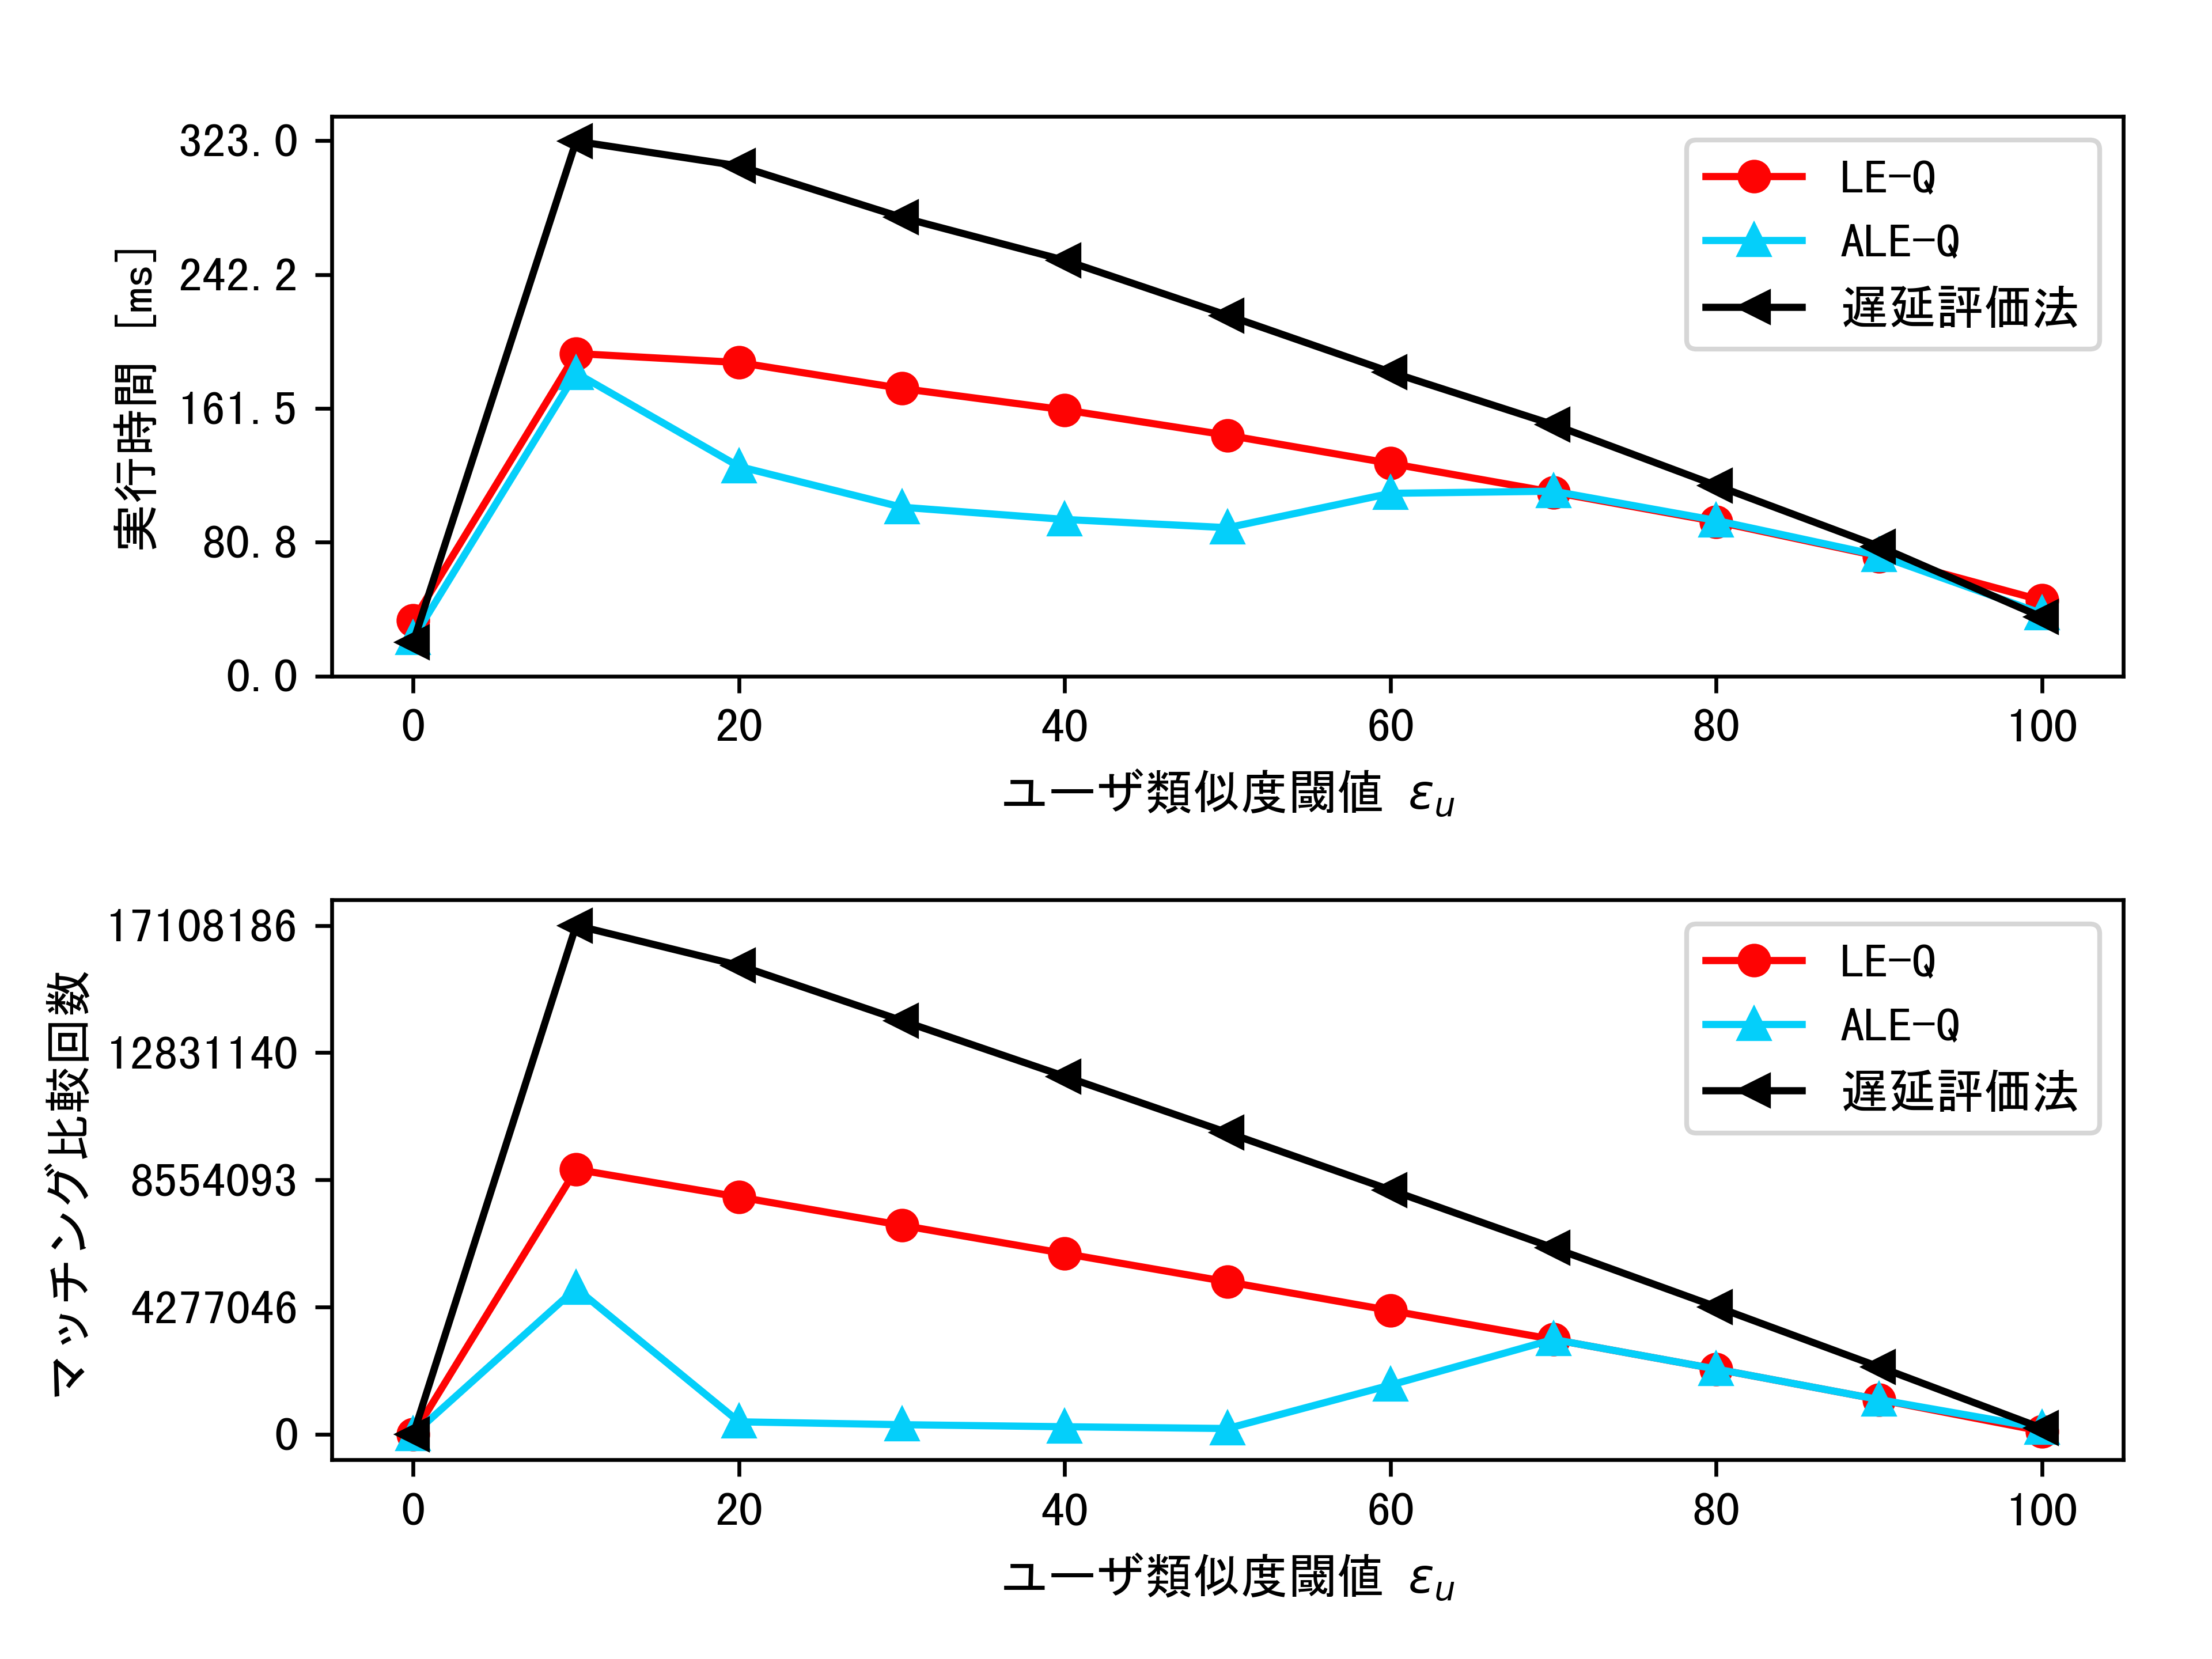 323.0
242.2
161.5
80.8
0.0
実行時間 [ms]
LE-Q
ALE-Q
遅延評価法
0 20 40 60 80 100
ユーザ類似度閾値 εu
17108186
12831140
8554093
4277046
0
マッチング比較回数
LE-Q
ALE-Q
遅延評価法
0 20 40 60 80 100
ユーザ類似度閾値 εu